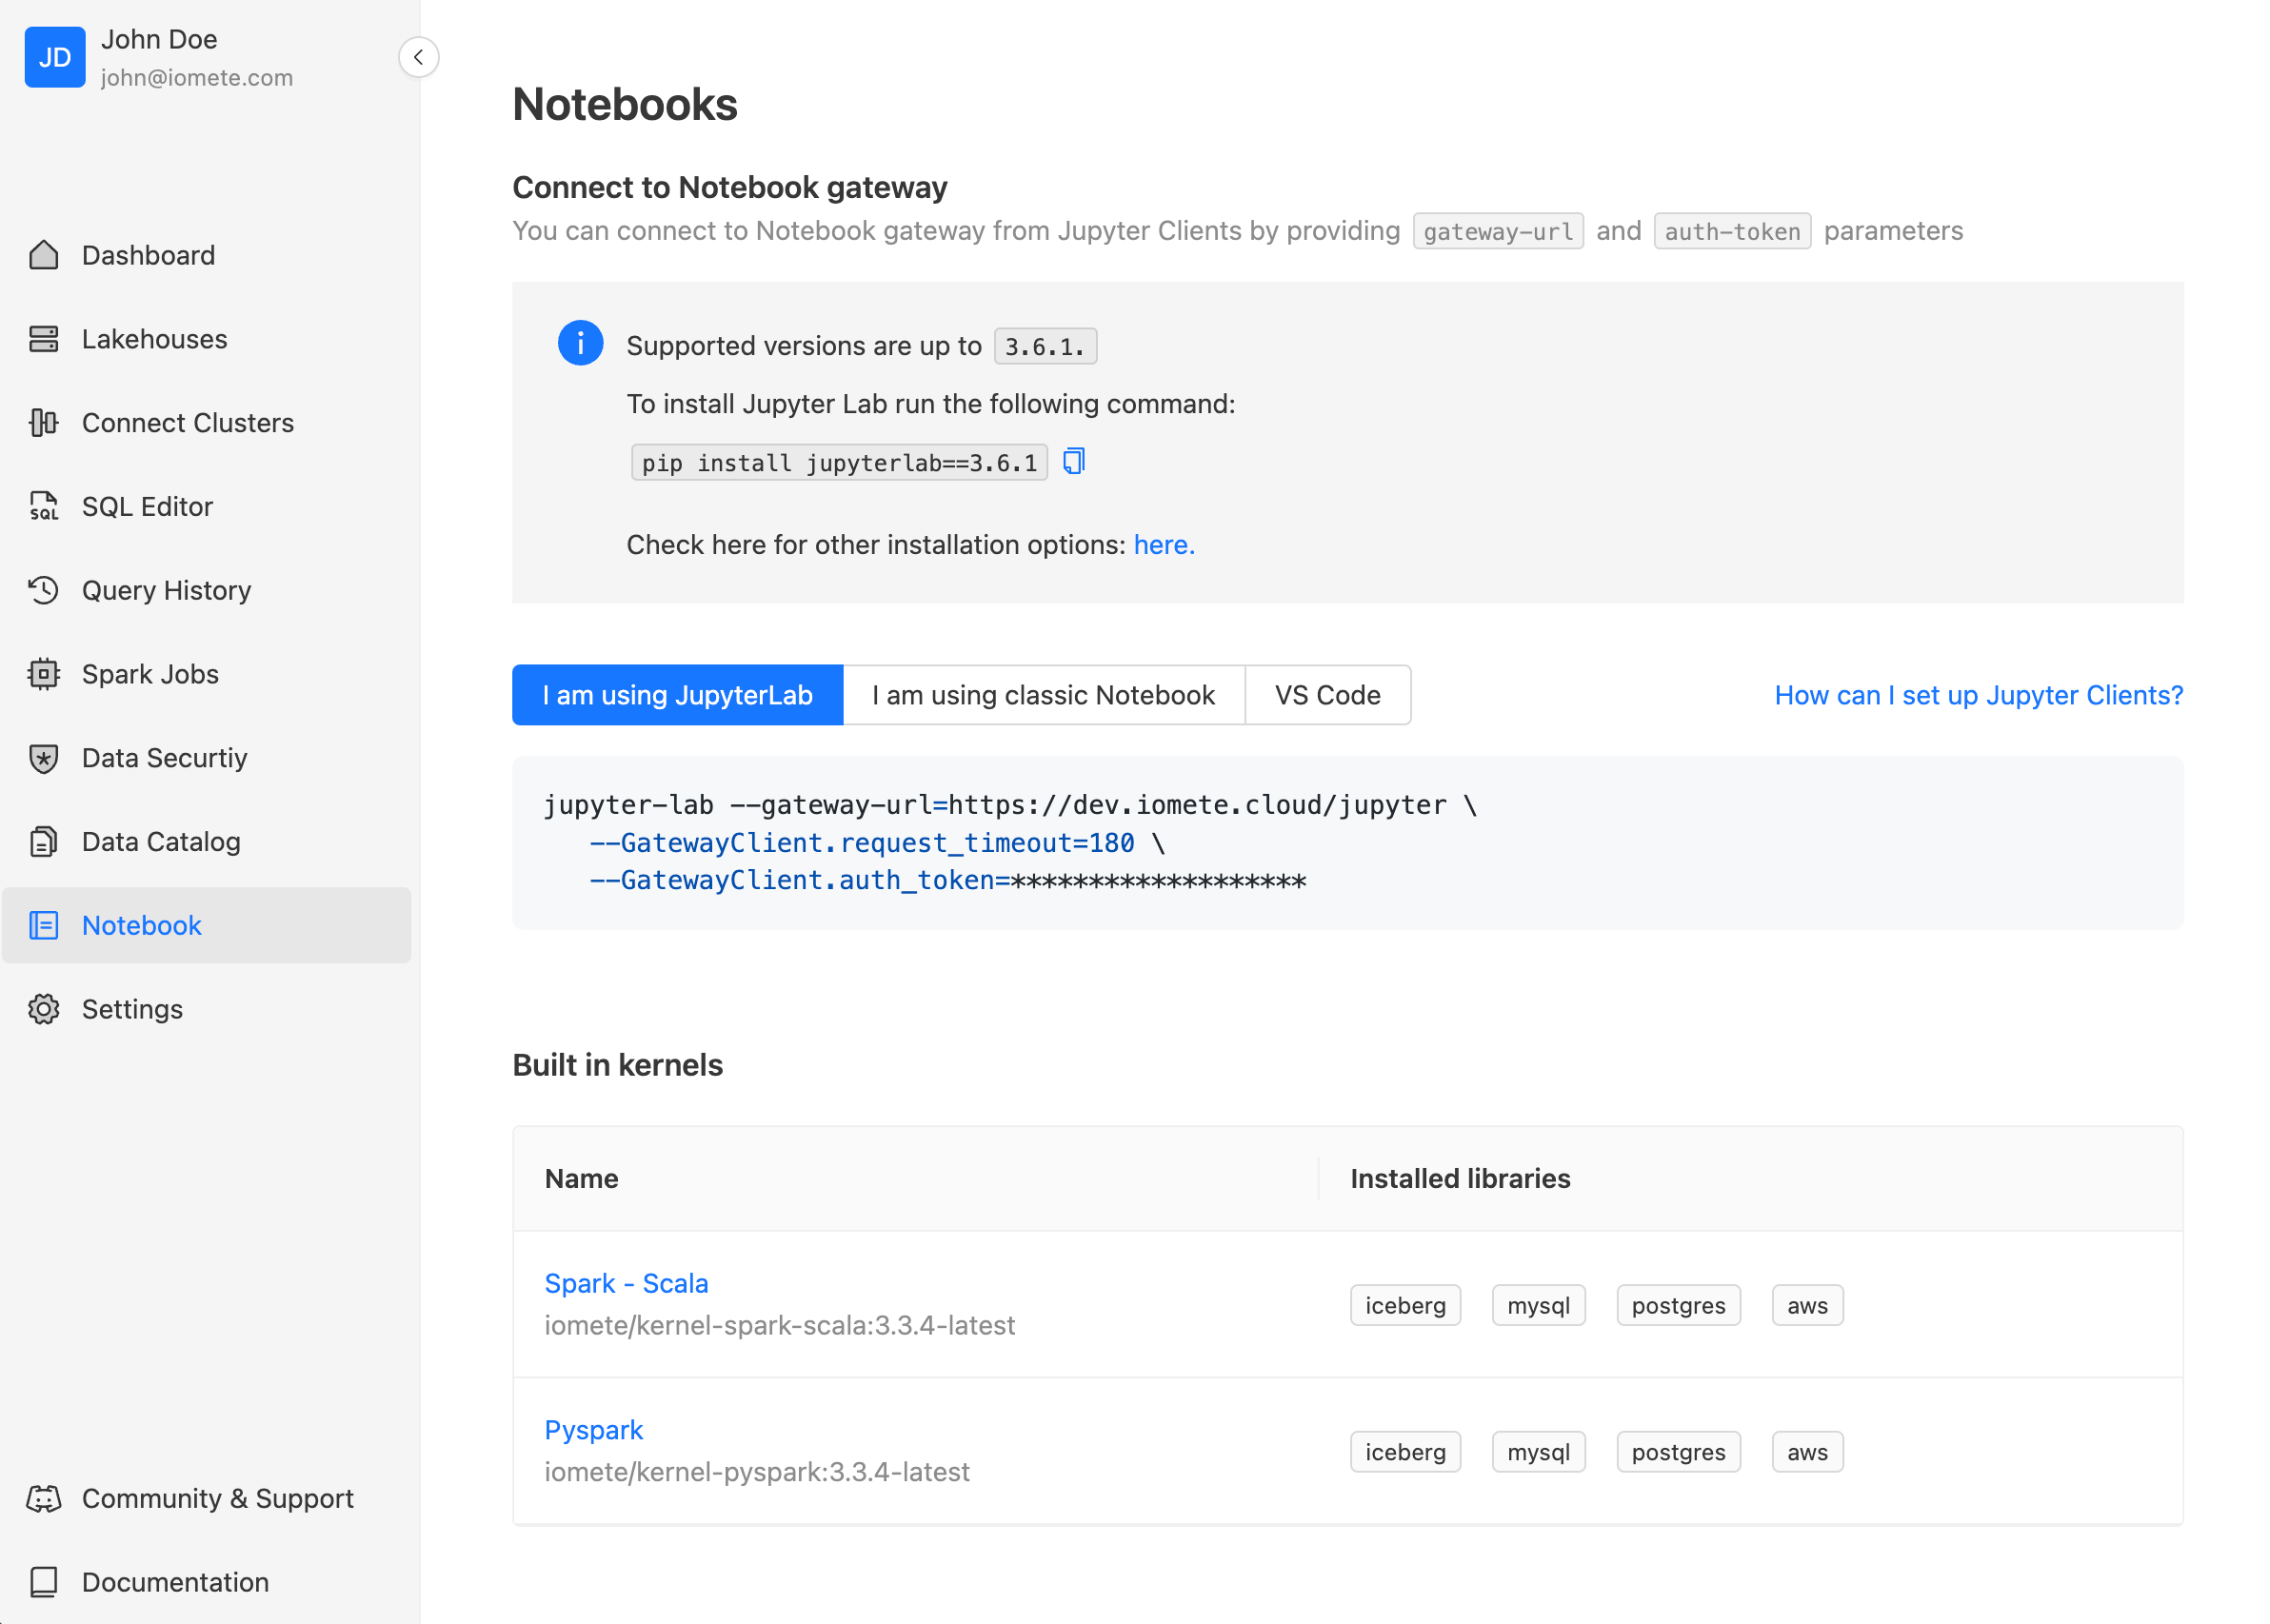 JD
John Doe
john@iomete.com
Dashboard
Lakehouses
Connect Clusters
SQL
SQL Editor
Query History
Spark Jobs
Data Securtiy
Data Catalog
Notebook
Settings
Community & Support
Documentation
Notebooks
Connect to Notebook gateway
You can connect to Notebook gateway from Jupyter Clients by providing gateway-url and auth-token parameters
i
Supported versions are up to 3.6.1.
To install Jupyter Lab run the following command:
pip install jupyterlab==3.6.1
Check here for other installation options: here.
I am using JupyterLab
I am using classic Notebook
VS Code
How can I set up Jupyter Clients?
jupyter-lab --gateway-url=https://dev.iomete.cloud/jupyter \
--GatewayClient.request_timeout=180 \
--GatewayClient.auth_token=*******************
Built in kernels
Name
Installed libraries
Spark - Scala
iomete/kernel-spark-scala:3.3.4-latest
iceberg mysql postgres aws
Pyspark
iomete/kernel-pyspark:3.3.4-latest
iceberg mysql postgres aws